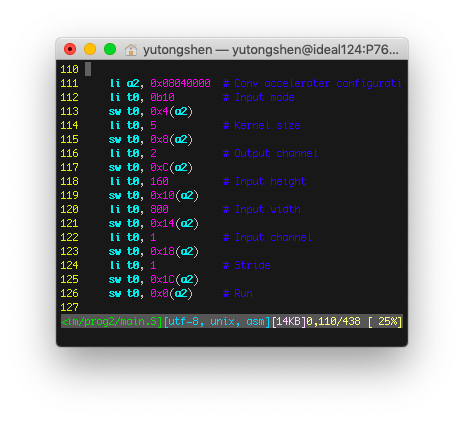 yutongshen — yutongshen@ideal124:P76...
110
111 li a2, 0x08040000 # Conv accelerater configurati
112 li t0, 0b10 # Input mode
113 sw t0, 0x4(a2)
114 li t0, 5 # Kernel size
115 sw t0, 0x8(a2)
116 li t0, 2 # Output channel
117 sw t0, 0xC(a2)
118 li t0, 160 # Input height
119 sw t0, 0x10(a2)
120 li t0, 800 # Input width
121 sw t0, 0x14(a2)
122 li t0, 1 # Input channel
123 sw t0, 0x18(a2)
124 li t0, 1 # Stride
125 sw t0, 0x1C(a2)
126 sw t0, 0x0(a2) # Run
127
<im/prog2/main.S][utf-8, unix, asm][14KB]0,110/438 [ 25%]